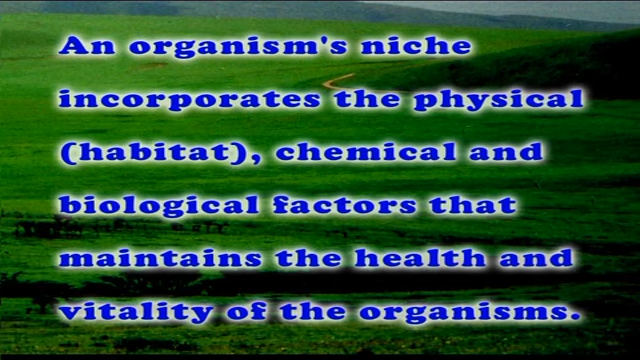 An organism's niche
incorporates the physical
(habitat), chemical and
biological factors that
maintains the health and
vitality of the organisms.